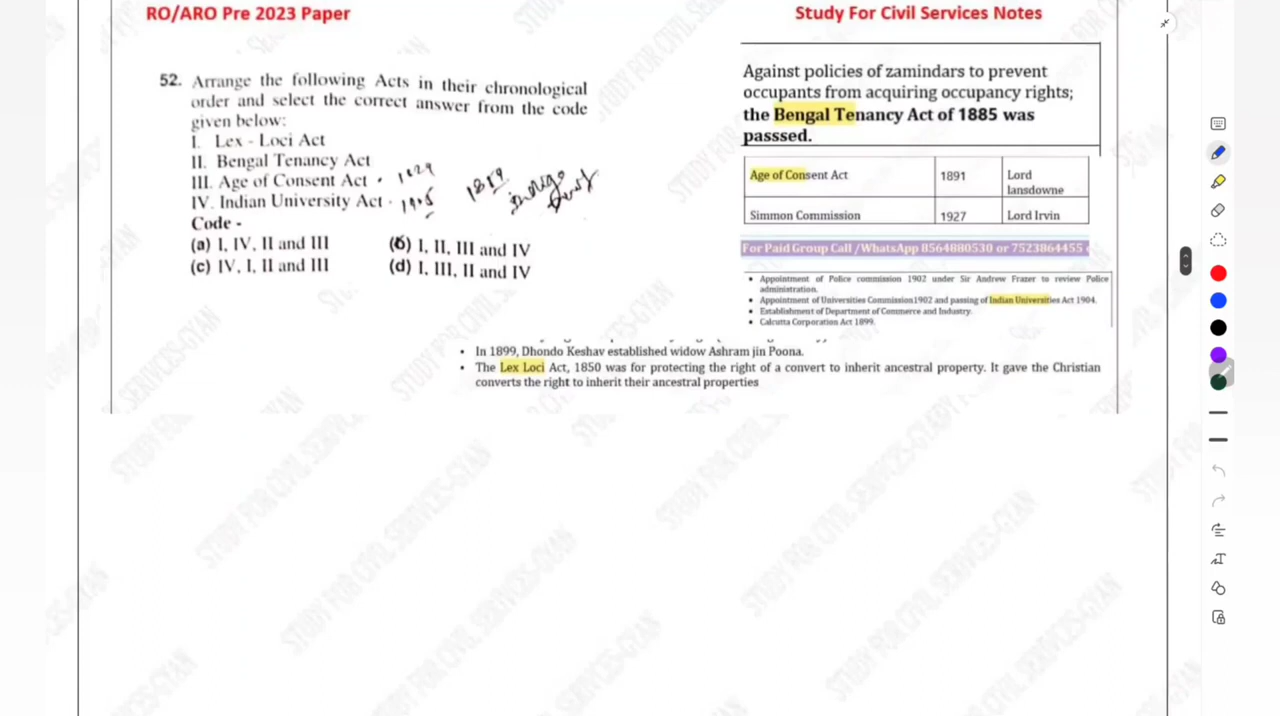 RO/ARO Pre 2023 Paper
Study For Civil Services Notes
52. Arrange the following Acts in their chronological
order and select the correct answer from the code
given below:
I. Lex - Loci Act
II. Bengal Tenancy Act
III. Age of Consent Act
IV. Indian University Act
Code -
(a) I, IV, II and III
(b) I, II, III and IV
(c) IV, I, II and III
(d) I, III, II and IV
Against policies of zamindars to prevent
occupants from acquiring occupancy rights;
the Bengal Tenancy Act of 1885 was
passsed.
Age of Consent Act 1891 Lord
lansdowne
Simmon Commission 1927 Lord Irvin
For Paid Group Call /WhatsApp 8564880530 or 7523864455
• Appointment of Police commission 1902 under Sir Andrew Frazer to review Police
administration.
• Appointment of Universities Commission1902 and passing of Indian Universities Act 1904.
• Establishment of Department of Commerce and Industry.
• Calcutta Corporation Act 1899.
• In 1899, Dhondo Keshav established widow Ashram jin Poona.
• The Lex Loci Act, 1850 was for protecting the right of a convert to inherit ancestral property. It gave the Christian
converts the right to inherit their ancestral properties
STUDY FOR CIVIL SERVICES-GYAN